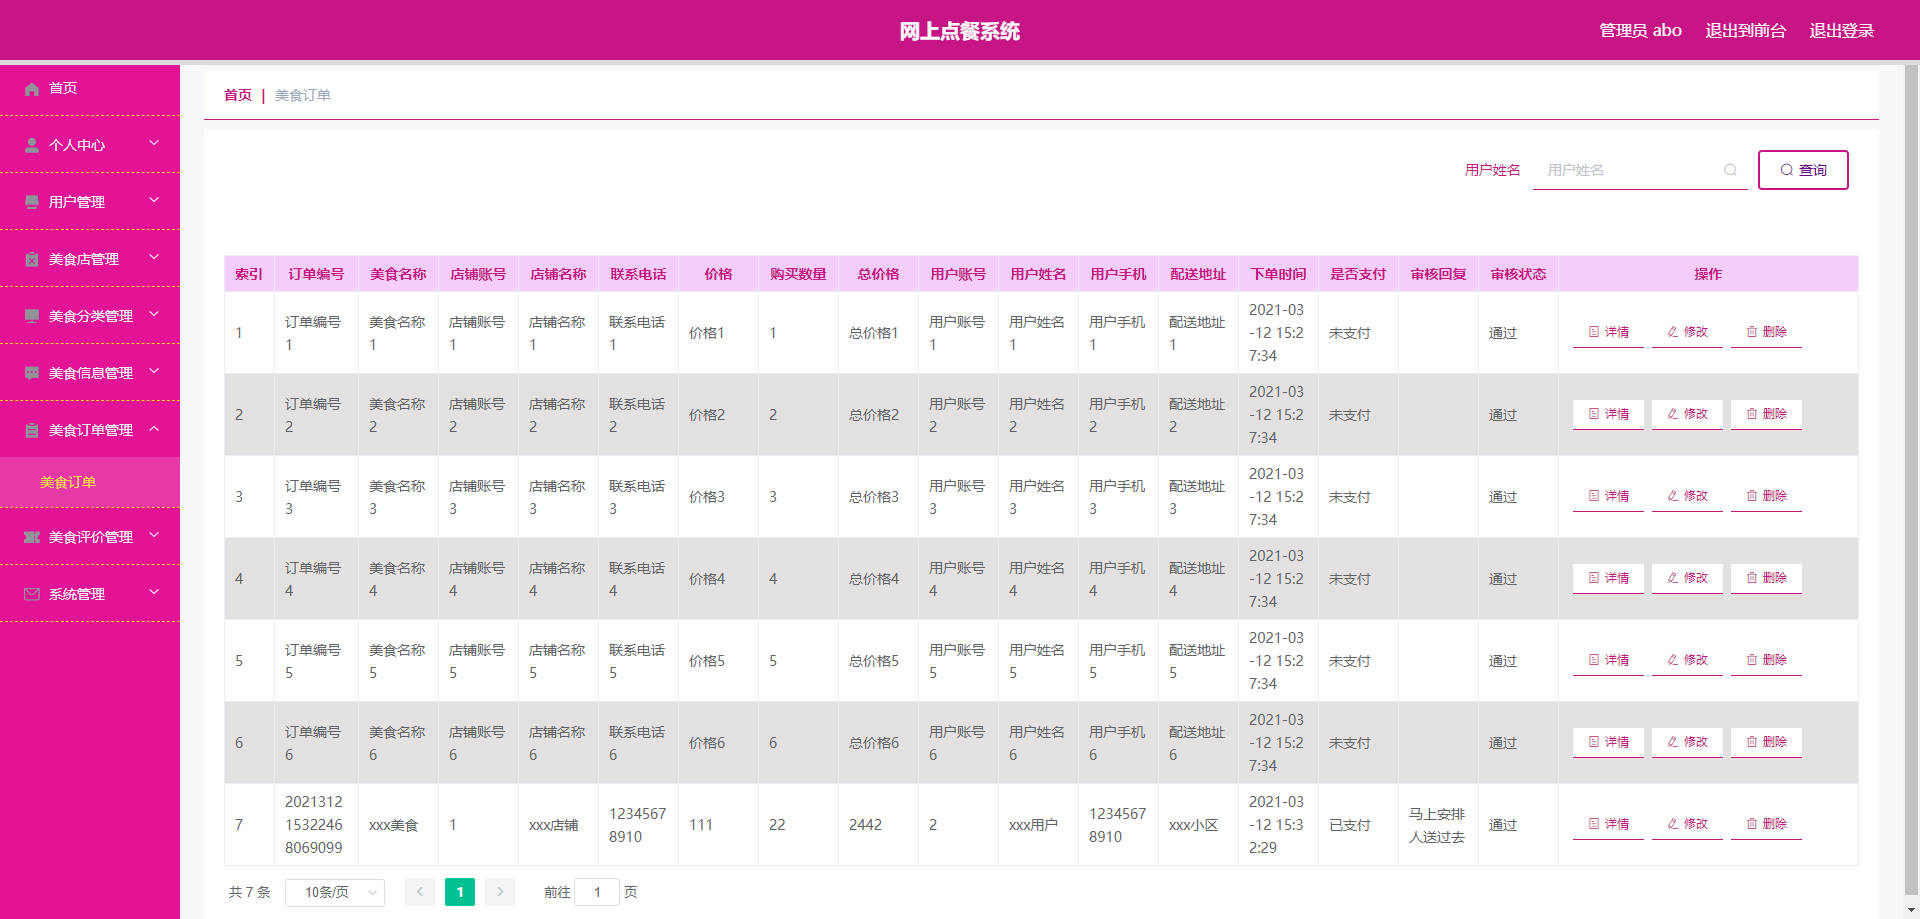 网上点餐系统
管理员 abo 退出到前台 退出登录
首页
个人中心
用户管理
美食店管理
美食分类管理
美食信息管理
美食订单管理
美食订单
美食评价管理
系统管理
首页 | 美食订单
用户姓名 用户姓名 查询
索引 订单编号 美食名称 店铺账号 店铺名称 联系电话 价格 购买数量 总价格 用户账号 用户姓名 用户手机 配送地址 下单时间 是否支付 审核回复 审核状态 操作
1 订单编号1 美食名称1 店铺账号1 店铺名称1 联系电话1 价格1 1 总价格1 用户账号1 用户姓名1 用户手机1 配送地址1 2021-03-12 15:27:34 未支付 通过 详情 修改 删除
2 订单编号2 美食名称2 店铺账号2 店铺名称2 联系电话2 价格2 2 总价格2 用户账号2 用户姓名2 用户手机2 配送地址2 2021-03-12 15:27:34 未支付 通过 详情 修改 删除
3 订单编号3 美食名称3 店铺账号3 店铺名称3 联系电话3 价格3 3 总价格3 用户账号3 用户姓名3 用户手机3 配送地址3 2021-03-12 15:27:34 未支付 通过 详情 修改 删除
4 订单编号4 美食名称4 店铺账号4 店铺名称4 联系电话4 价格4 4 总价格4 用户账号4 用户姓名4 用户手机4 配送地址4 2021-03-12 15:27:34 未支付 通过 详情 修改 删除
5 订单编号5 美食名称5 店铺账号5 店铺名称5 联系电话5 价格5 5 总价格5 用户账号5 用户姓名5 用户手机5 配送地址5 2021-03-12 15:27:34 未支付 通过 详情 修改 删除
6 订单编号6 美食名称6 店铺账号6 店铺名称6 联系电话6 价格6 6 总价格6 用户账号6 用户姓名6 用户手机6 配送地址6 2021-03-12 15:27:34 未支付 通过 详情 修改 删除
7 202131215322468069099 xxx美食 1 xxx店铺 12345678910 111 22 2442 2 xxx用户 12345678910 xxx小区 2021-03-12 15:32:29 已支付 马上安排人送过去 通过 详情 修改 删除
共 7 条 10条/页 1 前往 1 页